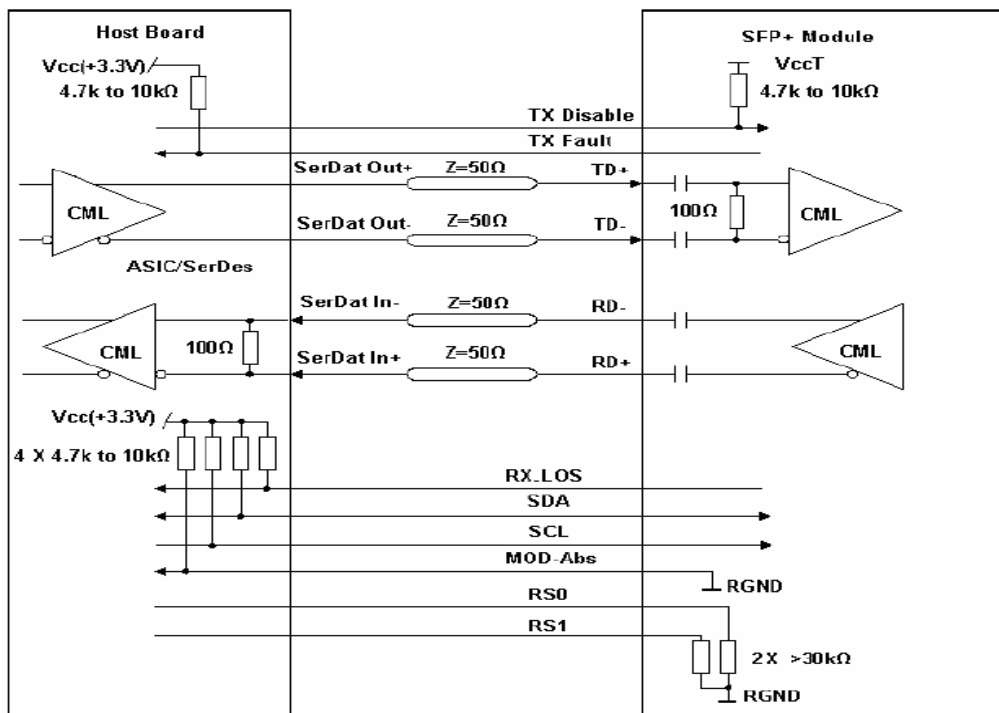 Host Board
SFP+ Module
Vcc(+3.3V)
4.7k to 10kΩ
VccT
4.7k to 10kΩ
TX Disable
TX Fault
SerDat Out+
Z=50Ω
TD+
CML
100Ω
CML
SerDat Out-
Z=50Ω
TD-
ASIC/SerDes
SerDat In-
Z=50Ω
RD-
CML
100Ω
CML
SerDat In+
Z=50Ω
RD+
Vcc(+3.3V)
4 X 4.7k to 10kΩ
RX-LOS
SDA
SCL
MOD-Abs
RGND
RS0
RS1
2X >30kΩ
RGND